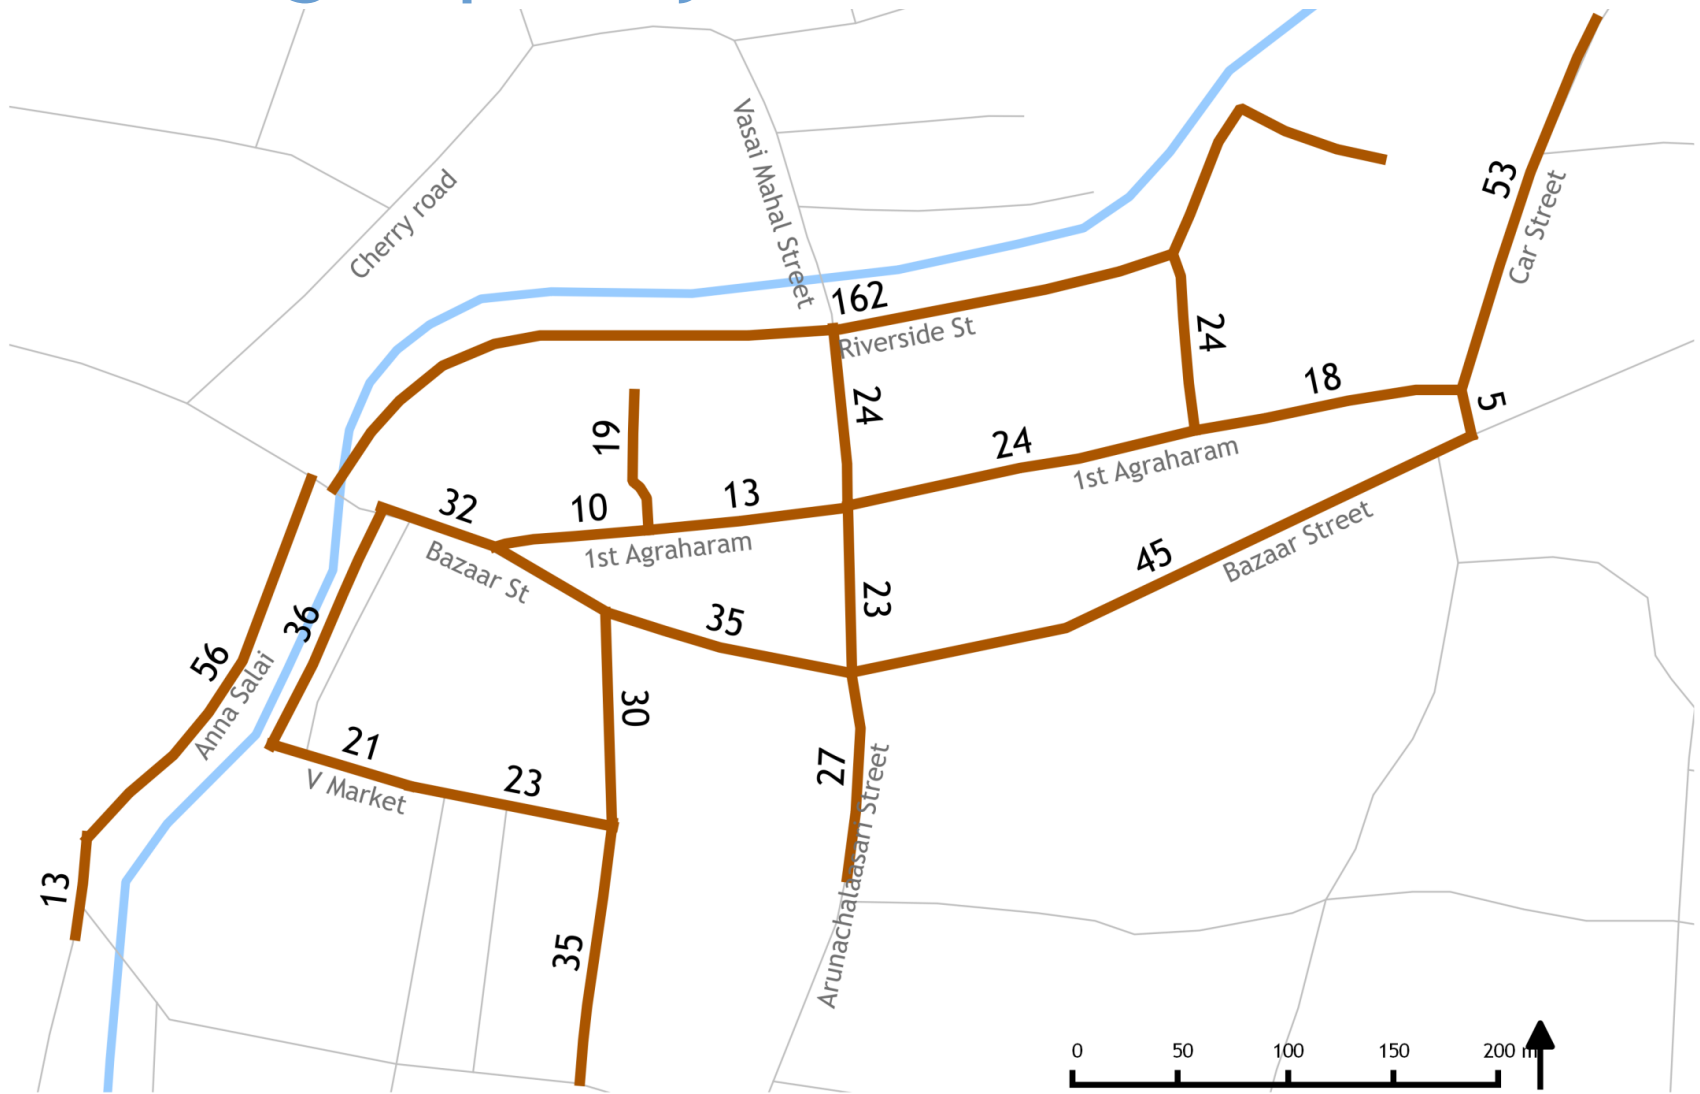 Vasai Mahal Street
Cherry road
53
Car Street
162
Riverside St
24
24
18
5
19
24
1st Agraharam
10
13
32
1st Agraharam
Bazaar St
45
Bazaar Street
23
35
36
56
Anna Salai
30
21
23
V Market
27
Arunachalaasari Street
13
35
0 50 100 150 200 m